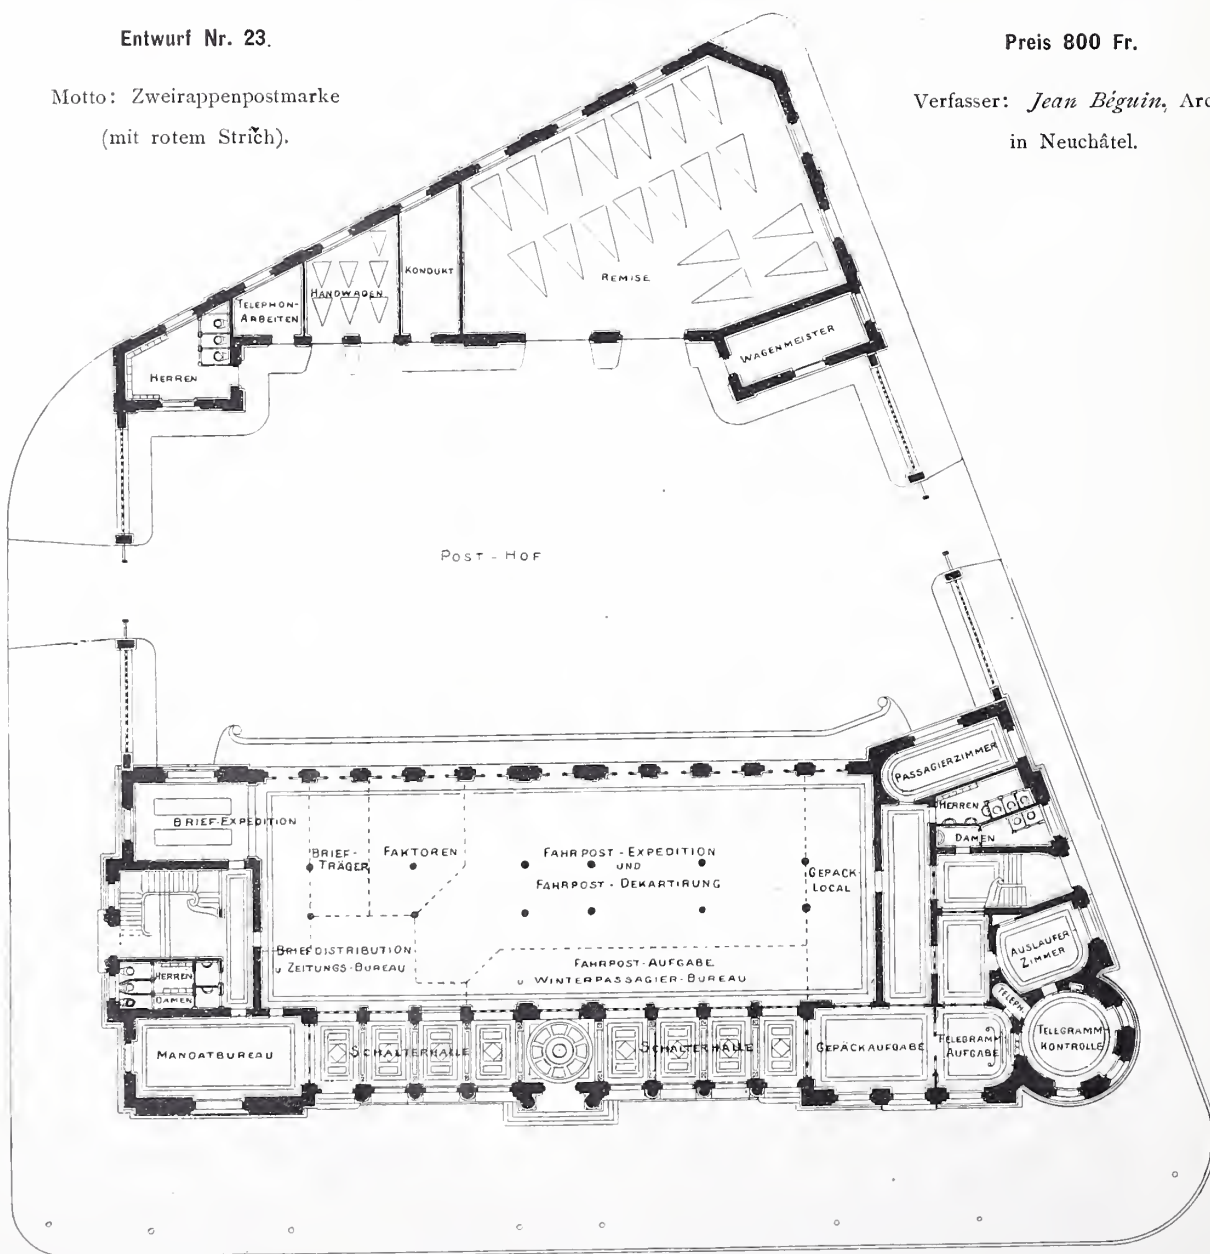 Entwurf Nr. 23.
Preis 800 Fr.
Motto: Zweirappenpostmarke
(mit rotem Strich).
Verfasser: Jean Béguin, Arc
in Neuchâtel.
REMISE
KONDUKT
HANDWAGEN
TELEPHON-
ARBEITEN
HERREN
WAGENMEISTER
POST-HOF
PASSAGIERZIMMER
HERREN
DAMEN
BRIEF-EXPEDITION
BRIEF-
TRÄGER
FAKTOREN
FAHRPOST-EXPEDITION
UND
FAHRPOST-DEKARTIRUNG
GEPÄCK-
LOCAL
BRIEFDISTRIBUTION
U ZEITUNGS-BUREAU
FAHRPOST-AUFGABE
U WINTERPASSAGIER-BUREAU
AUSLAUFER-
ZIMMER
HERREN
DAMEN
TELEPH.
MANDATBUREAU
SCHALTERHALLE
SCHALTERHALLE
GEPÄCKAUFGABE
TELEGRAMM
AUFGABE
TELEGRAMM
KONTROLLE